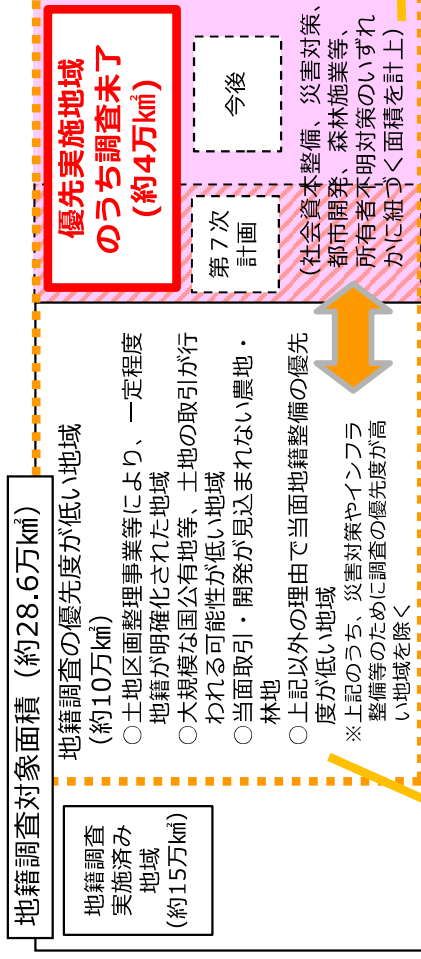 地籍調査対象面積（約28.6万㎢）
地籍調査
実施済み
地域
(約15万㎢)
地籍調査の優先度が低い地域
(約10万㎢)
○土地区画整理事業等により、一定程度
地籍が明確化された地域
○大規模な国公有地等、土地の取引が行
われる可能性が低い地域
○当面取引・開発が見込まれない農地・
林地
○上記以外の理由で当面地籍整備の優先
度が低い地域
※上記のうち、災害対策やインフラ
整備等のために調査の優先度が高
い地域を除く
優先実施地域
のうち調査未了
(約4万㎢)
第７次
計画
今後
(社会資本整備、災害対策、
都市開発、森林施業等、
所有者不明対策のいずれ
かに紐づく面積を計上)